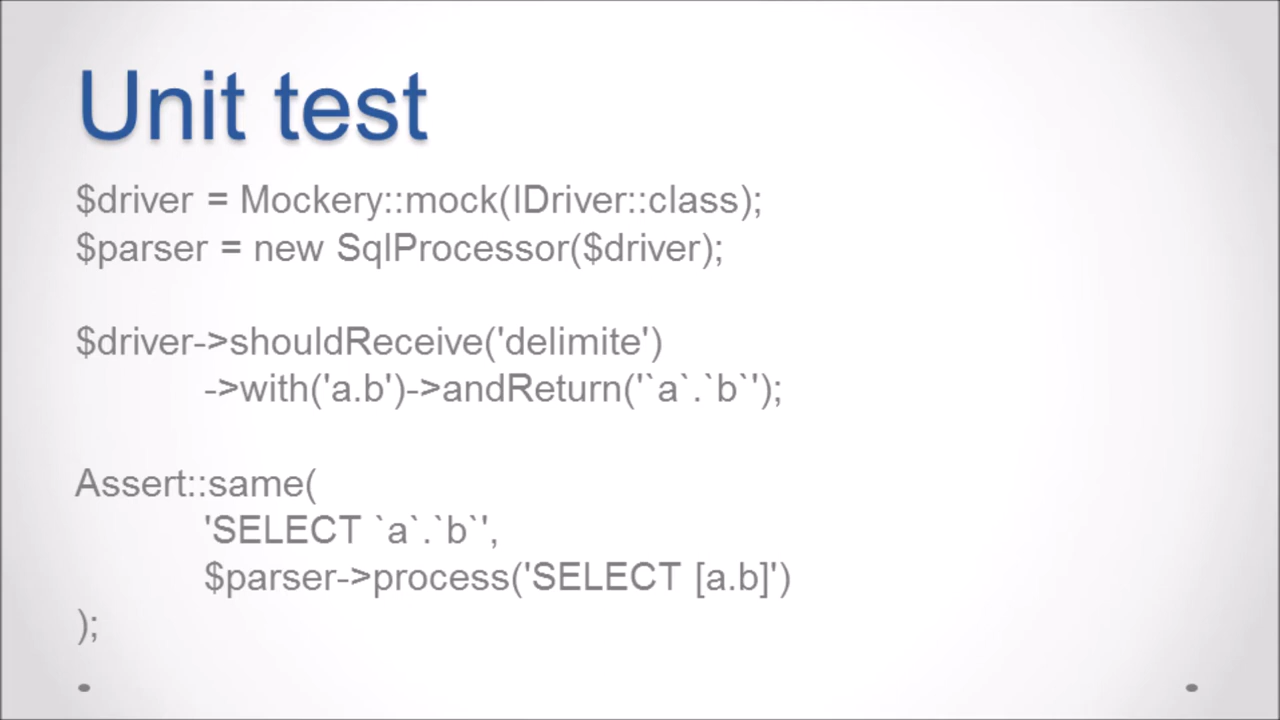 Unit test
$driver = Mockery::mock(IDriver::class);
$parser = new SqlProcessor($driver);
$driver->shouldReceive('delimite')
->with('a.b')->andReturn('`a`.`b`');
Assert::same(
'SELECT `a`.`b`',
$parser->process('SELECT [a.b]')
);